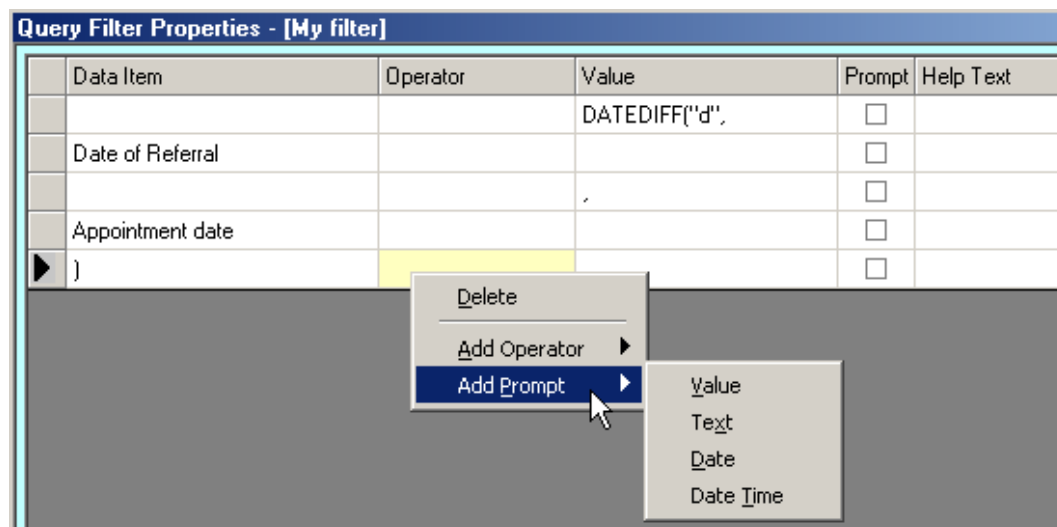 Query Filter Properties - [My filter]
Data Item Operator Value Prompt Help Text
DATEDIFF("d",
Date of Referral
,
Appointment date
)
Delete
Add Operator
Add Prompt
Value
Text
Date
Date Time